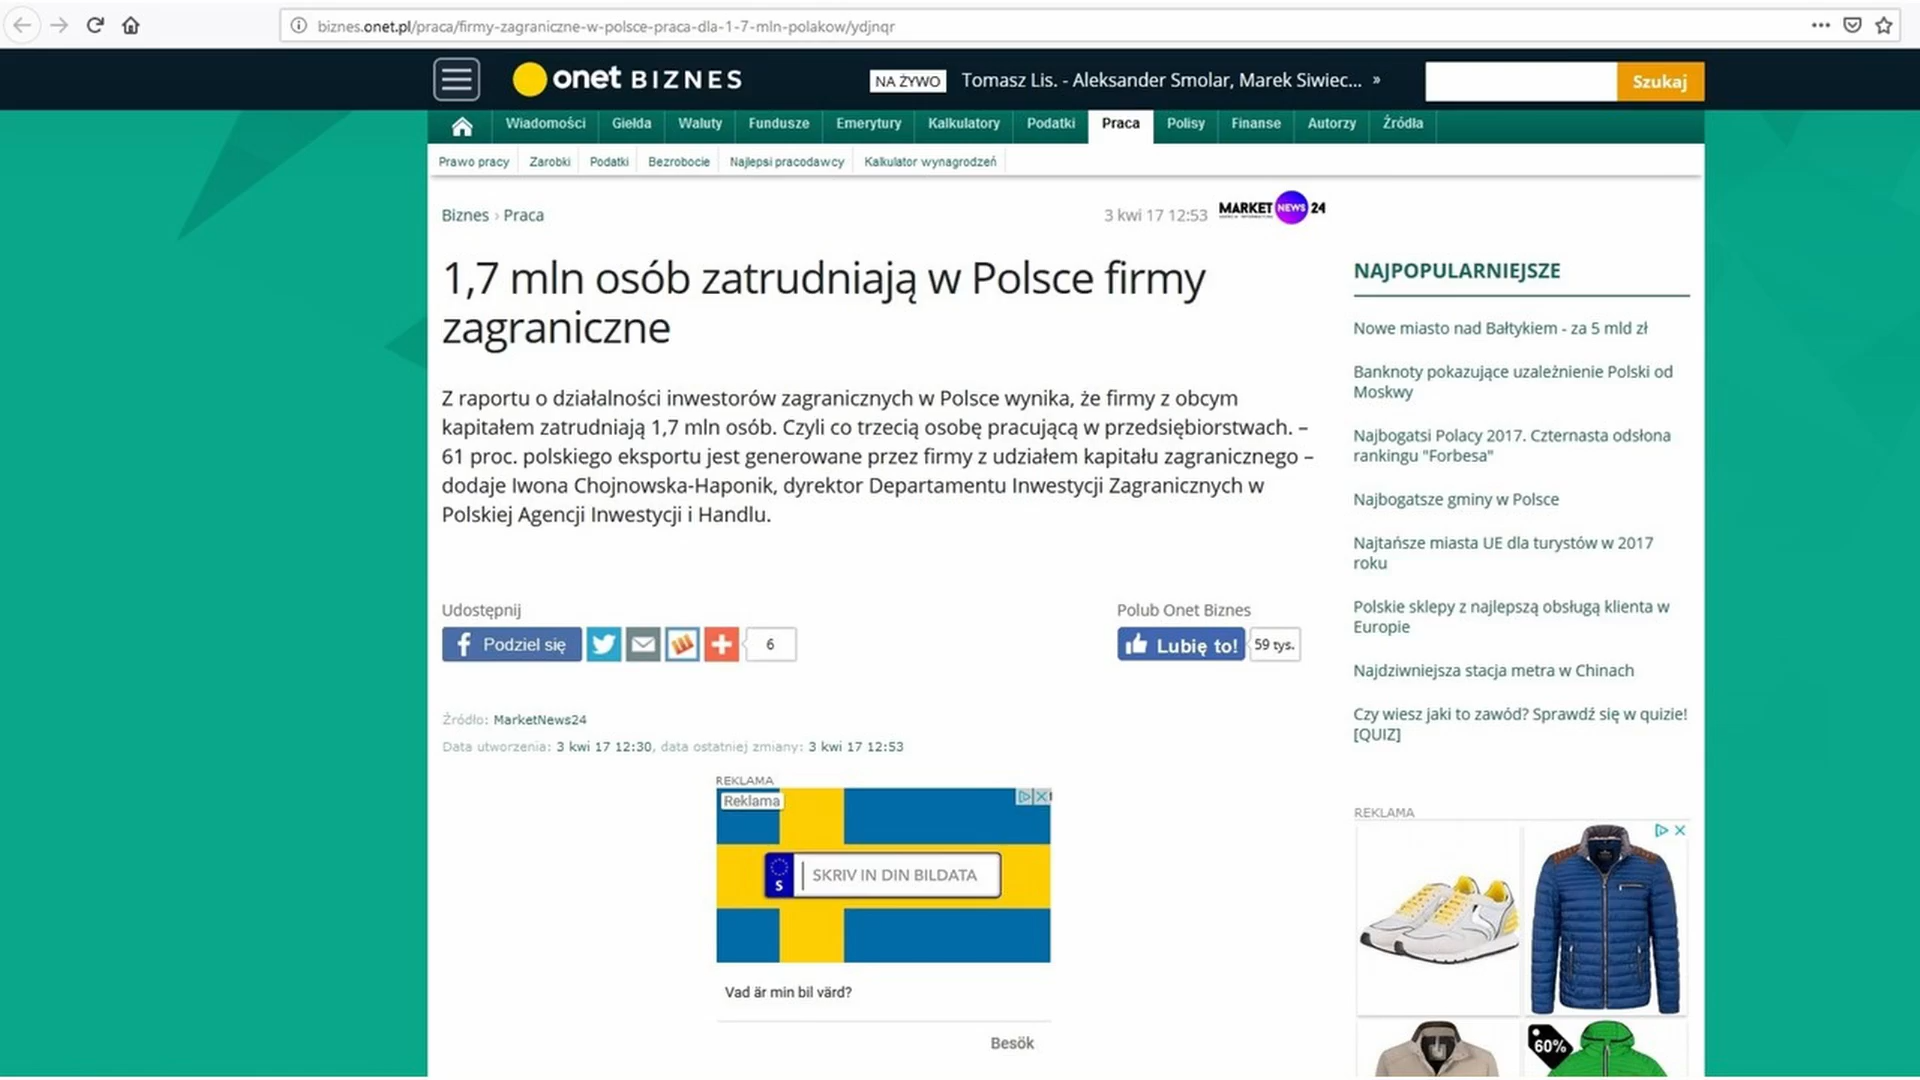 biznes.onet.pl/praca/firmy-zagraniczne-w-polsce-praca-dla-1-7-mln-polakow/ydjnqr
onet BIZNES
NA ŻYWO
Tomasz Lis. - Aleksander Smolar, Marek Siwiec... »
Szukaj
Wiadomości Giełda Waluty Fundusze Emerytury Kalkulatory Podatki Praca Polisy Finanse Autorzy Źródła
Prawo pracy Zarobki Podatki Bezrobocie Najlepsi pracodawcy Kalkulator wynagrodzeń
Biznes › Praca
3 kwi 17 12:53
MARKET NEWS 24
1,7 mln osób zatrudniają w Polsce firmy
zagraniczne
Z raportu o działalności inwestorów zagranicznych w Polsce wynika, że firmy z obcym
kapitałem zatrudniają 1,7 mln osób. Czyli co trzecią osobę pracującą w przedsiębiorstwach. –
61 proc. polskiego eksportu jest generowane przez firmy z udziałem kapitału zagranicznego –
dodaje Iwona Chojnowska-Haponik, dyrektor Departamentu Inwestycji Zagranicznych w
Polskiej Agencji Inwestycji i Handlu.
Udostępnij
Podziel się
6
Polub Onet Biznes
Lubię to!
59 tys.
Źródło: MarketNews24
Data utworzenia: 3 kwi 17 12:30, data ostatniej zmiany: 3 kwi 17 12:53
REKLAMA
Reklama
S
SKRIV IN DIN BILDATA
Vad är min bil värd?
Besök
NAJPOPULARNIEJSZE
Nowe miasto nad Bałtykiem - za 5 mld zł
Banknoty pokazujące uzależnienie Polski od
Moskwy
Najbogatsi Polacy 2017. Czternasta odsłona
rankingu "Forbesa"
Najbogatsze gminy w Polsce
Najtańsze miasta UE dla turystów w 2017
roku
Polskie sklepy z najlepszą obsługą klienta w
Europie
Najdziwniejsza stacja metra w Chinach
Czy wiesz jaki to zawód? Sprawdź się w quizie!
[QUIZ]
REKLAMA
60%